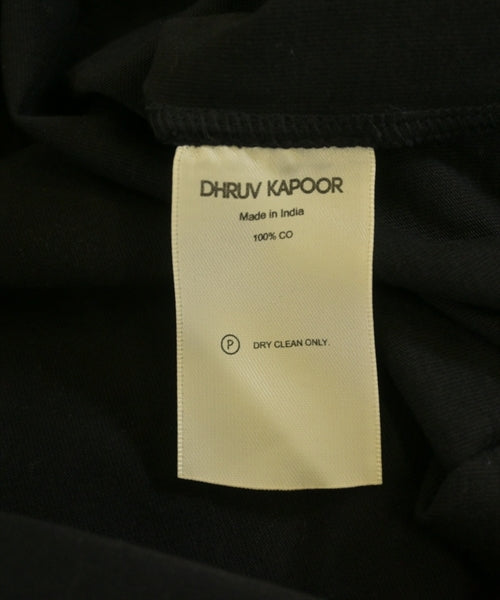 DHRUV KAPOOR
Made in India
100% CO
P DRY CLEAN ONLY.